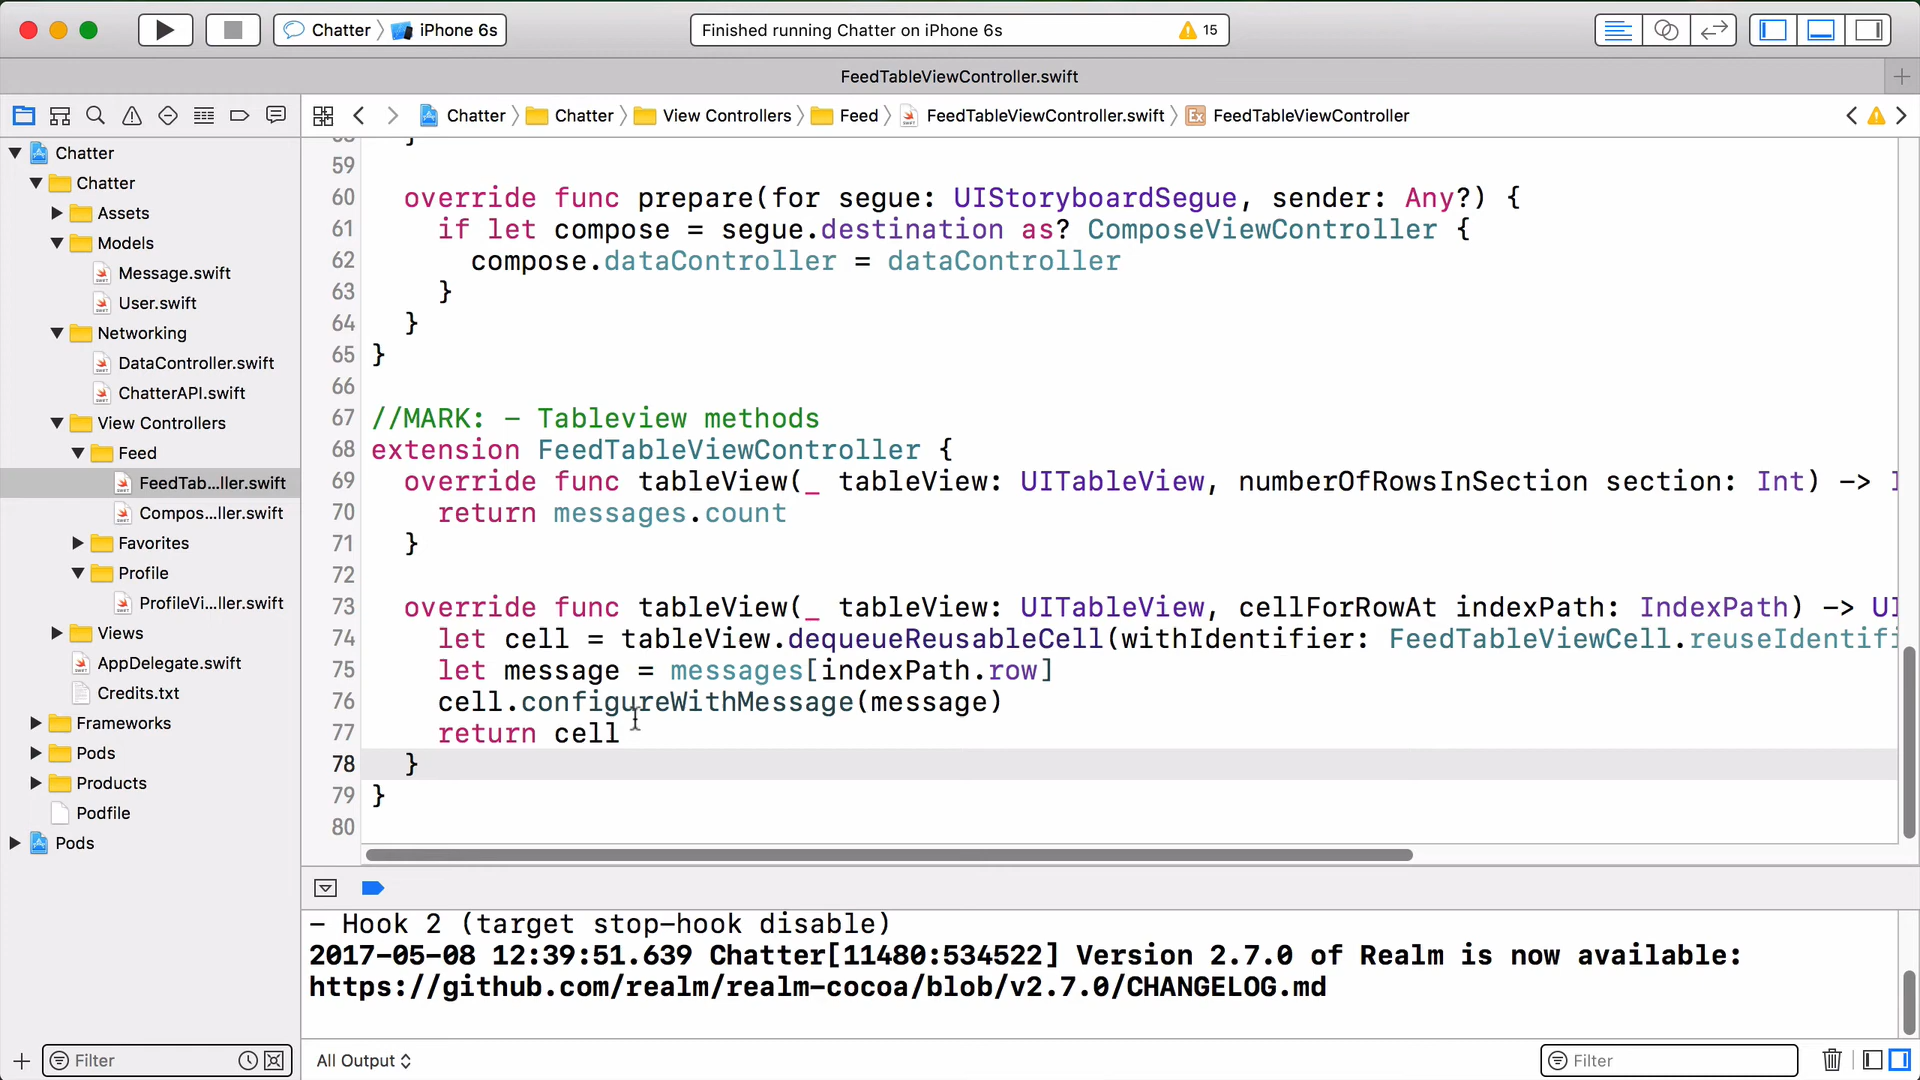 Chatter
iPhone 6s
Finished running Chatter on iPhone 6s
15
FeedTableViewController.swift
Chatter
Chatter
View Controllers
Feed
FeedTableViewController.swift
Ex
FeedTableViewController
Chatter
Chatter
Assets
Models
Message.swift
User.swift
Networking
DataController.swift
ChatterAPI.swift
View Controllers
Feed
FeedTab...ller.swift
Compos...ller.swift
Favorites
Profile
ProfileVi...ller.swift
Views
AppDelegate.swift
Credits.txt
Frameworks
Pods
Products
Podfile
Pods
Filter
59
60 override func prepare(for segue: UIStoryboardSegue, sender: Any?) {
61 if let compose = segue.destination as? ComposeViewController {
62 compose.dataController = dataController
63 }
64 }
65 }
66
67 //MARK: - Tableview methods
68 extension FeedTableViewController {
69 override func tableView(_ tableView: UITableView, numberOfRowsInSection section: Int) -> I
70 return messages.count
71 }
72
73 override func tableView(_ tableView: UITableView, cellForRowAt indexPath: IndexPath) -> UI
74 let cell = tableView.dequeueReusableCell(withIdentifier: FeedTableViewCell.reuseIdentifi
75 let message = messages[indexPath.row]
76 cell.configureWithMessage(message)
77 return cell
78 }
79 }
80
- Hook 2 (target stop-hook disable)
2017-05-08 12:39:51.639 Chatter[11480:534522] Version 2.7.0 of Realm is now available:
https://github.com/realm/realm-cocoa/blob/v2.7.0/CHANGELOG.md
All Output
Filter